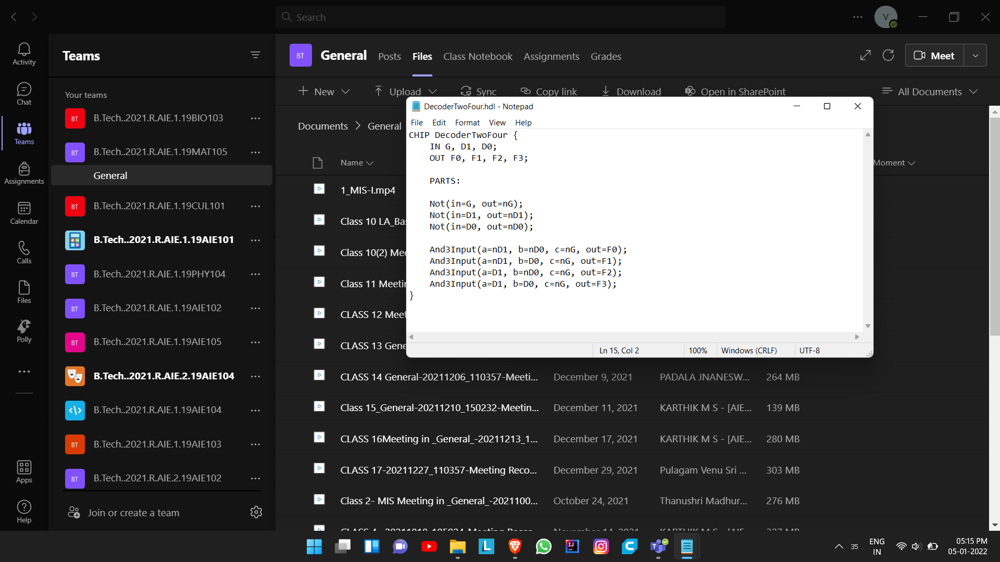 Search
V
Activity
Chat
Teams
Assignments
Calendar
Calls
Files
Polly
Apps
Help
Teams
Your teams
BT B.Tech..2021.R.AIE.1.19BIO103
BT B.Tech..2021.R.AIE.1.19MAT105
General
BT B.Tech..2021.R.AIE.1.19CUL101
B.Tech..2021.R.AIE.1.19AIE101
BT B.Tech..2021.R.AIE.1.19PHY104
BT B.Tech..2021.R.AIE.1.19AIE102
BT B.Tech..2021.R.AIE.1.19AIE105
B.Tech..2021.R.AIE.2.19AIE104
B.Tech..2021.R.AIE.1.19AIE104
BT B.Tech..2021.R.AIE.1.19AIE103
BT B.Tech..2021.R.AIE.2.19AIE102
Join or create a team
BT General Posts Files Class Notebook Assignments Grades
Meet
New Upload Sync Copy link Download Open in SharePoint All Documents
Documents > General
Name
Moment
1_MIS-I.mp4
Class 10 LA_Ba
Class 10(2) Mee
Class 11 Meetin
CLASS 12 Meet
CLASS 13 Gene
CLASS 14 General-20211206_110357-Meeti... December 9, 2021 PADALA JNANESW... 264 MB
Class 15_General-20211210_150232-Meetin... December 11, 2021 KARTHIK M S - [AIE... 139 MB
CLASS 16Meeting in _General_-20211213_1... December 17, 2021 KARTHIK M S - [AIE... 280 MB
CLASS 17-20211227_110357-Meeting Reco... December 29, 2021 Pulagam Venu Sri ... 303 MB
Class 2- MIS Meeting in _General_-2021100... October 24, 2021 Thanushri Madhur... 276 MB
DecoderTwoFour.hdl - Notepad
File Edit Format View Help
CHIP DecoderTwoFour {
IN G, D1, D0;
OUT F0, F1, F2, F3;
PARTS:
Not(in=G, out=nG);
Not(in=D1, out=nD1);
Not(in=D0, out=nD0);
And3Input(a=nD1, b=nD0, c=nG, out=F0);
And3Input(a=nD1, b=D0, c=nG, out=F1);
And3Input(a=D1, b=nD0, c=nG, out=F2);
And3Input(a=D1, b=D0, c=nG, out=F3);
}
Ln 15, Col 2 100% Windows (CRLF) UTF-8
L
IJ
35
ENG
IN
05:15 PM
05-01-2022